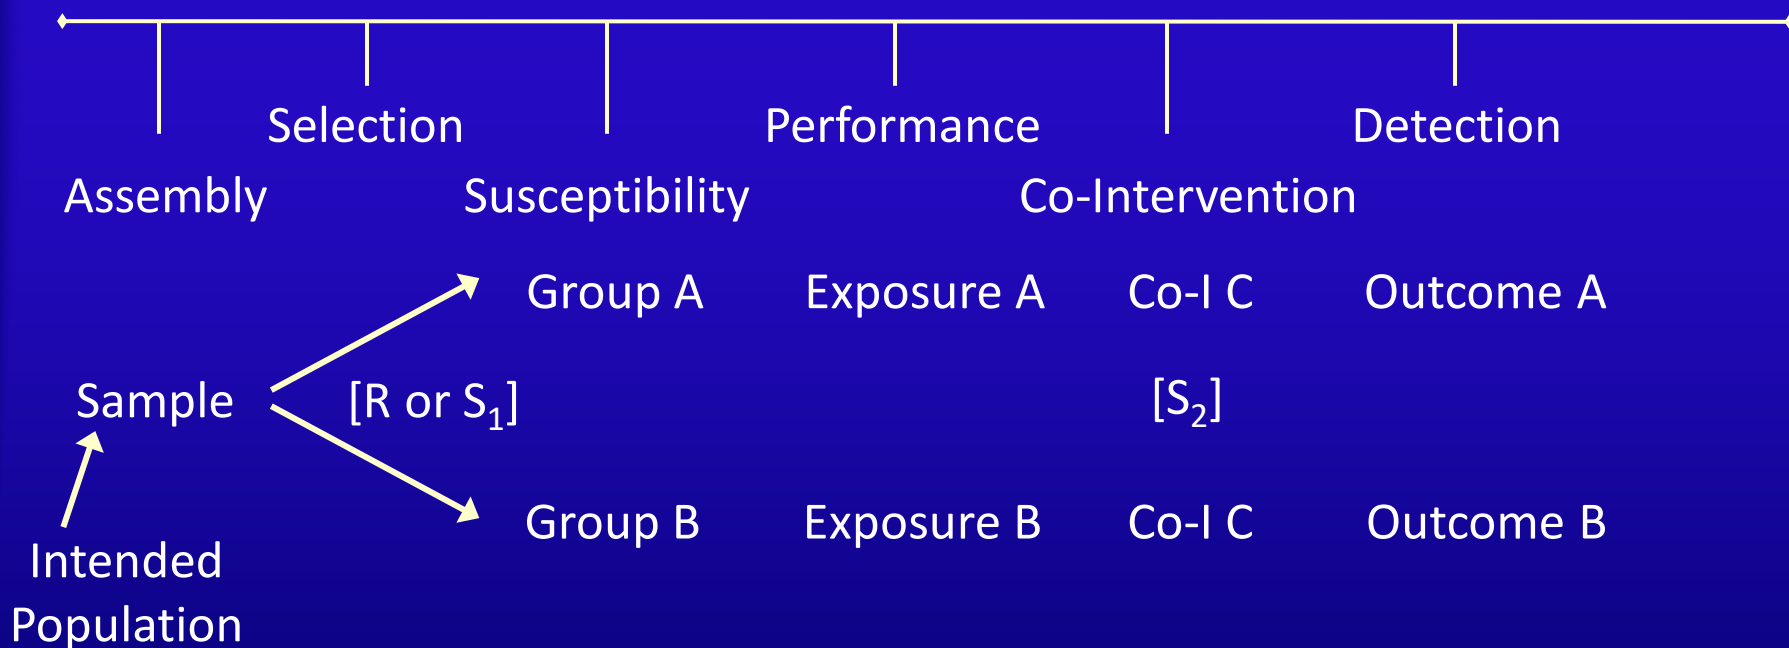 Selection Performance Detection
Assembly Susceptibility Co-Intervention
Group A Exposure A Co-I C Outcome A
Sample [R or S₁] [S₂]
Group B Exposure B Co-I C Outcome B
Intended
Population